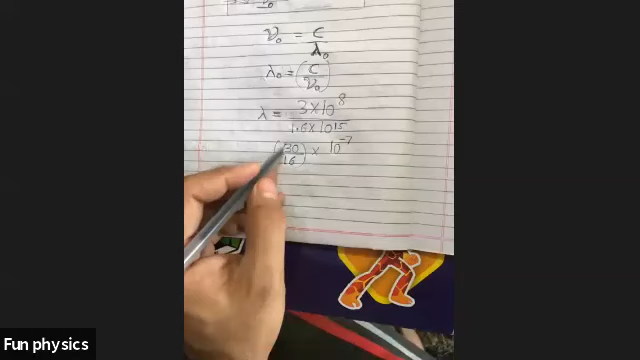 ν₀ = C / λ₀
λ₀ = (C / ν₀)
λ = 3 × 10⁸ / 1.6 × 10¹⁵
(30 / 16) × 10⁻⁷
Fun physics